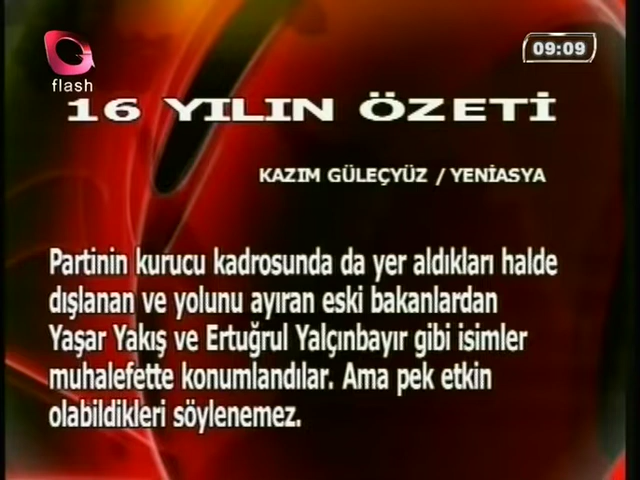 flash
09:09
16 YILIN ÖZETİ
KAZIM GÜLEÇYÜZ / YENİASYA
Partinin kurucu kadrosunda da yer aldıkları halde
dışlanan ve yolunu ayıran eski bakanlardan
Yaşar Yakış ve Ertuğrul Yalçınbayır gibi isimler
muhalefette konumlandılar. Ama pek etkin
olabildikleri söylenemez.